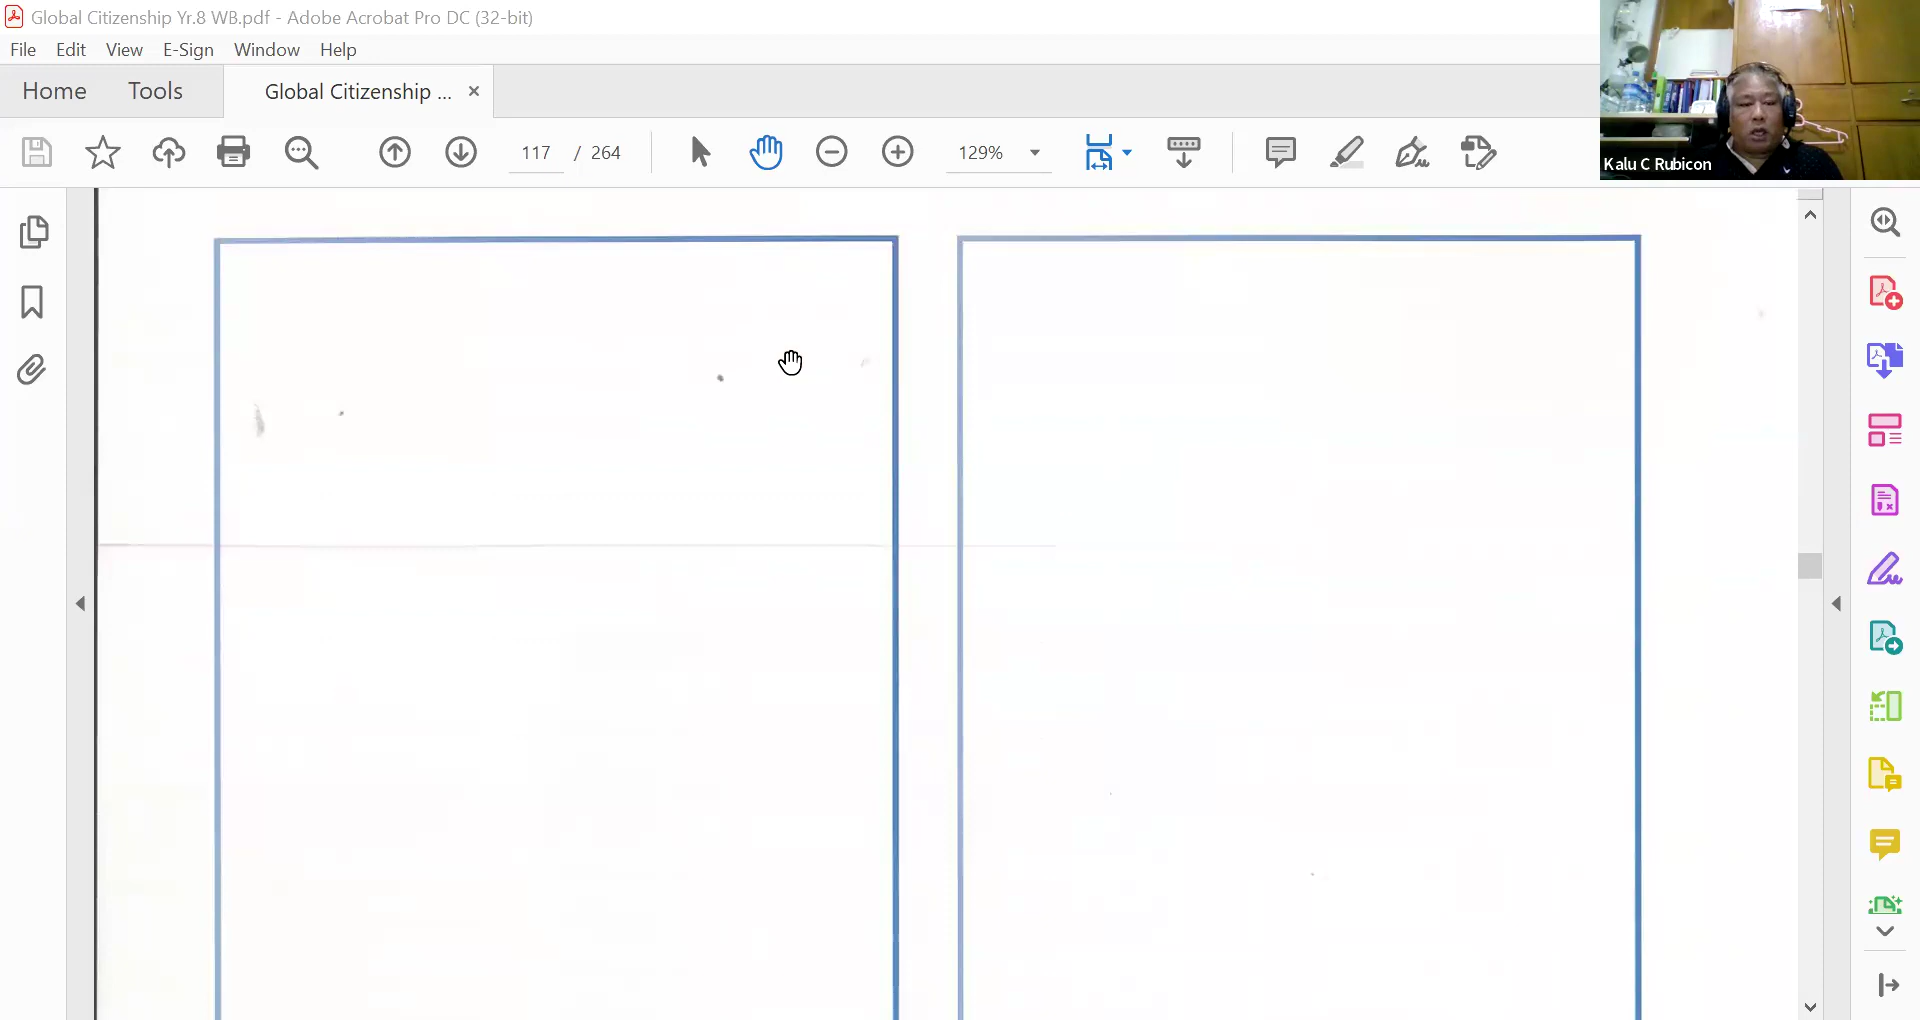 Global Citizenship Yr.8 WB.pdf - Adobe Acrobat Pro DC (32-bit)
File Edit View E-Sign Window Help
Home Tools Global Citizenship ... ×
117 / 264 129%
Kalu C Rubicon